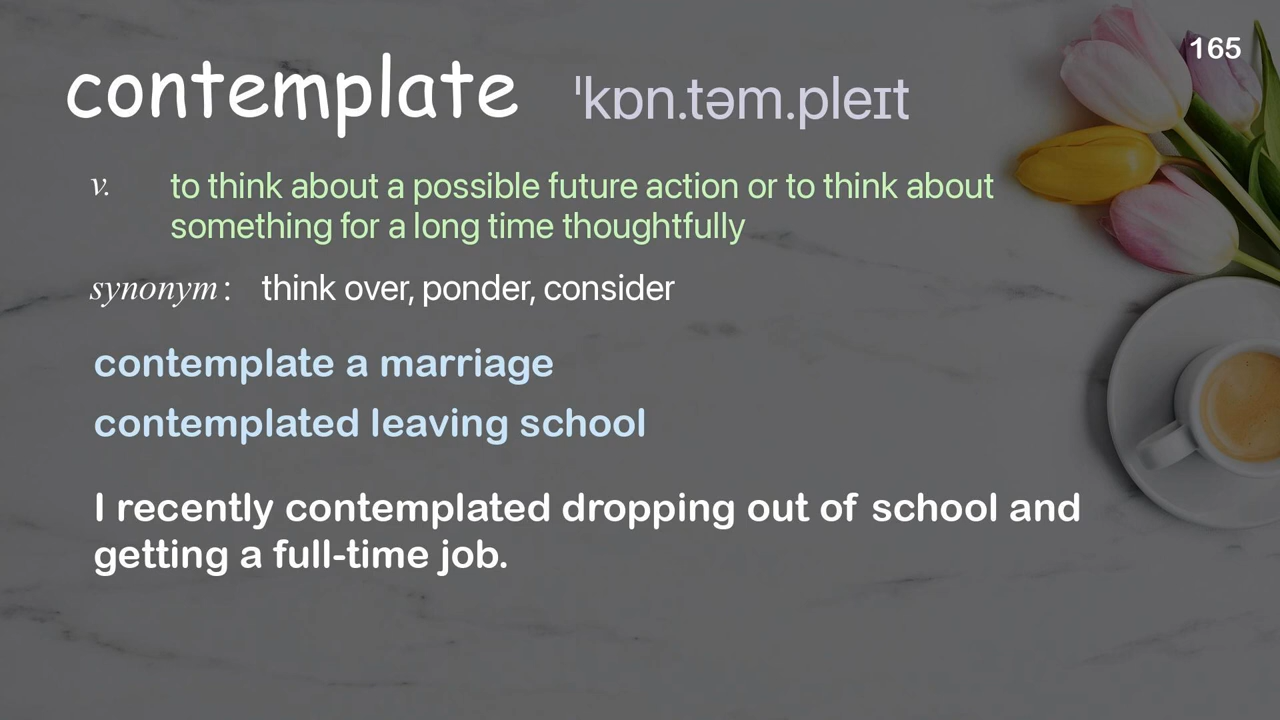 165
contemplate ˈkɒn.təm.pleɪt
v. to think about a possible future action or to think about
something for a long time thoughtfully
synonym: think over, ponder, consider
contemplate a marriage
contemplated leaving school
I recently contemplated dropping out of school and
getting a full-time job.